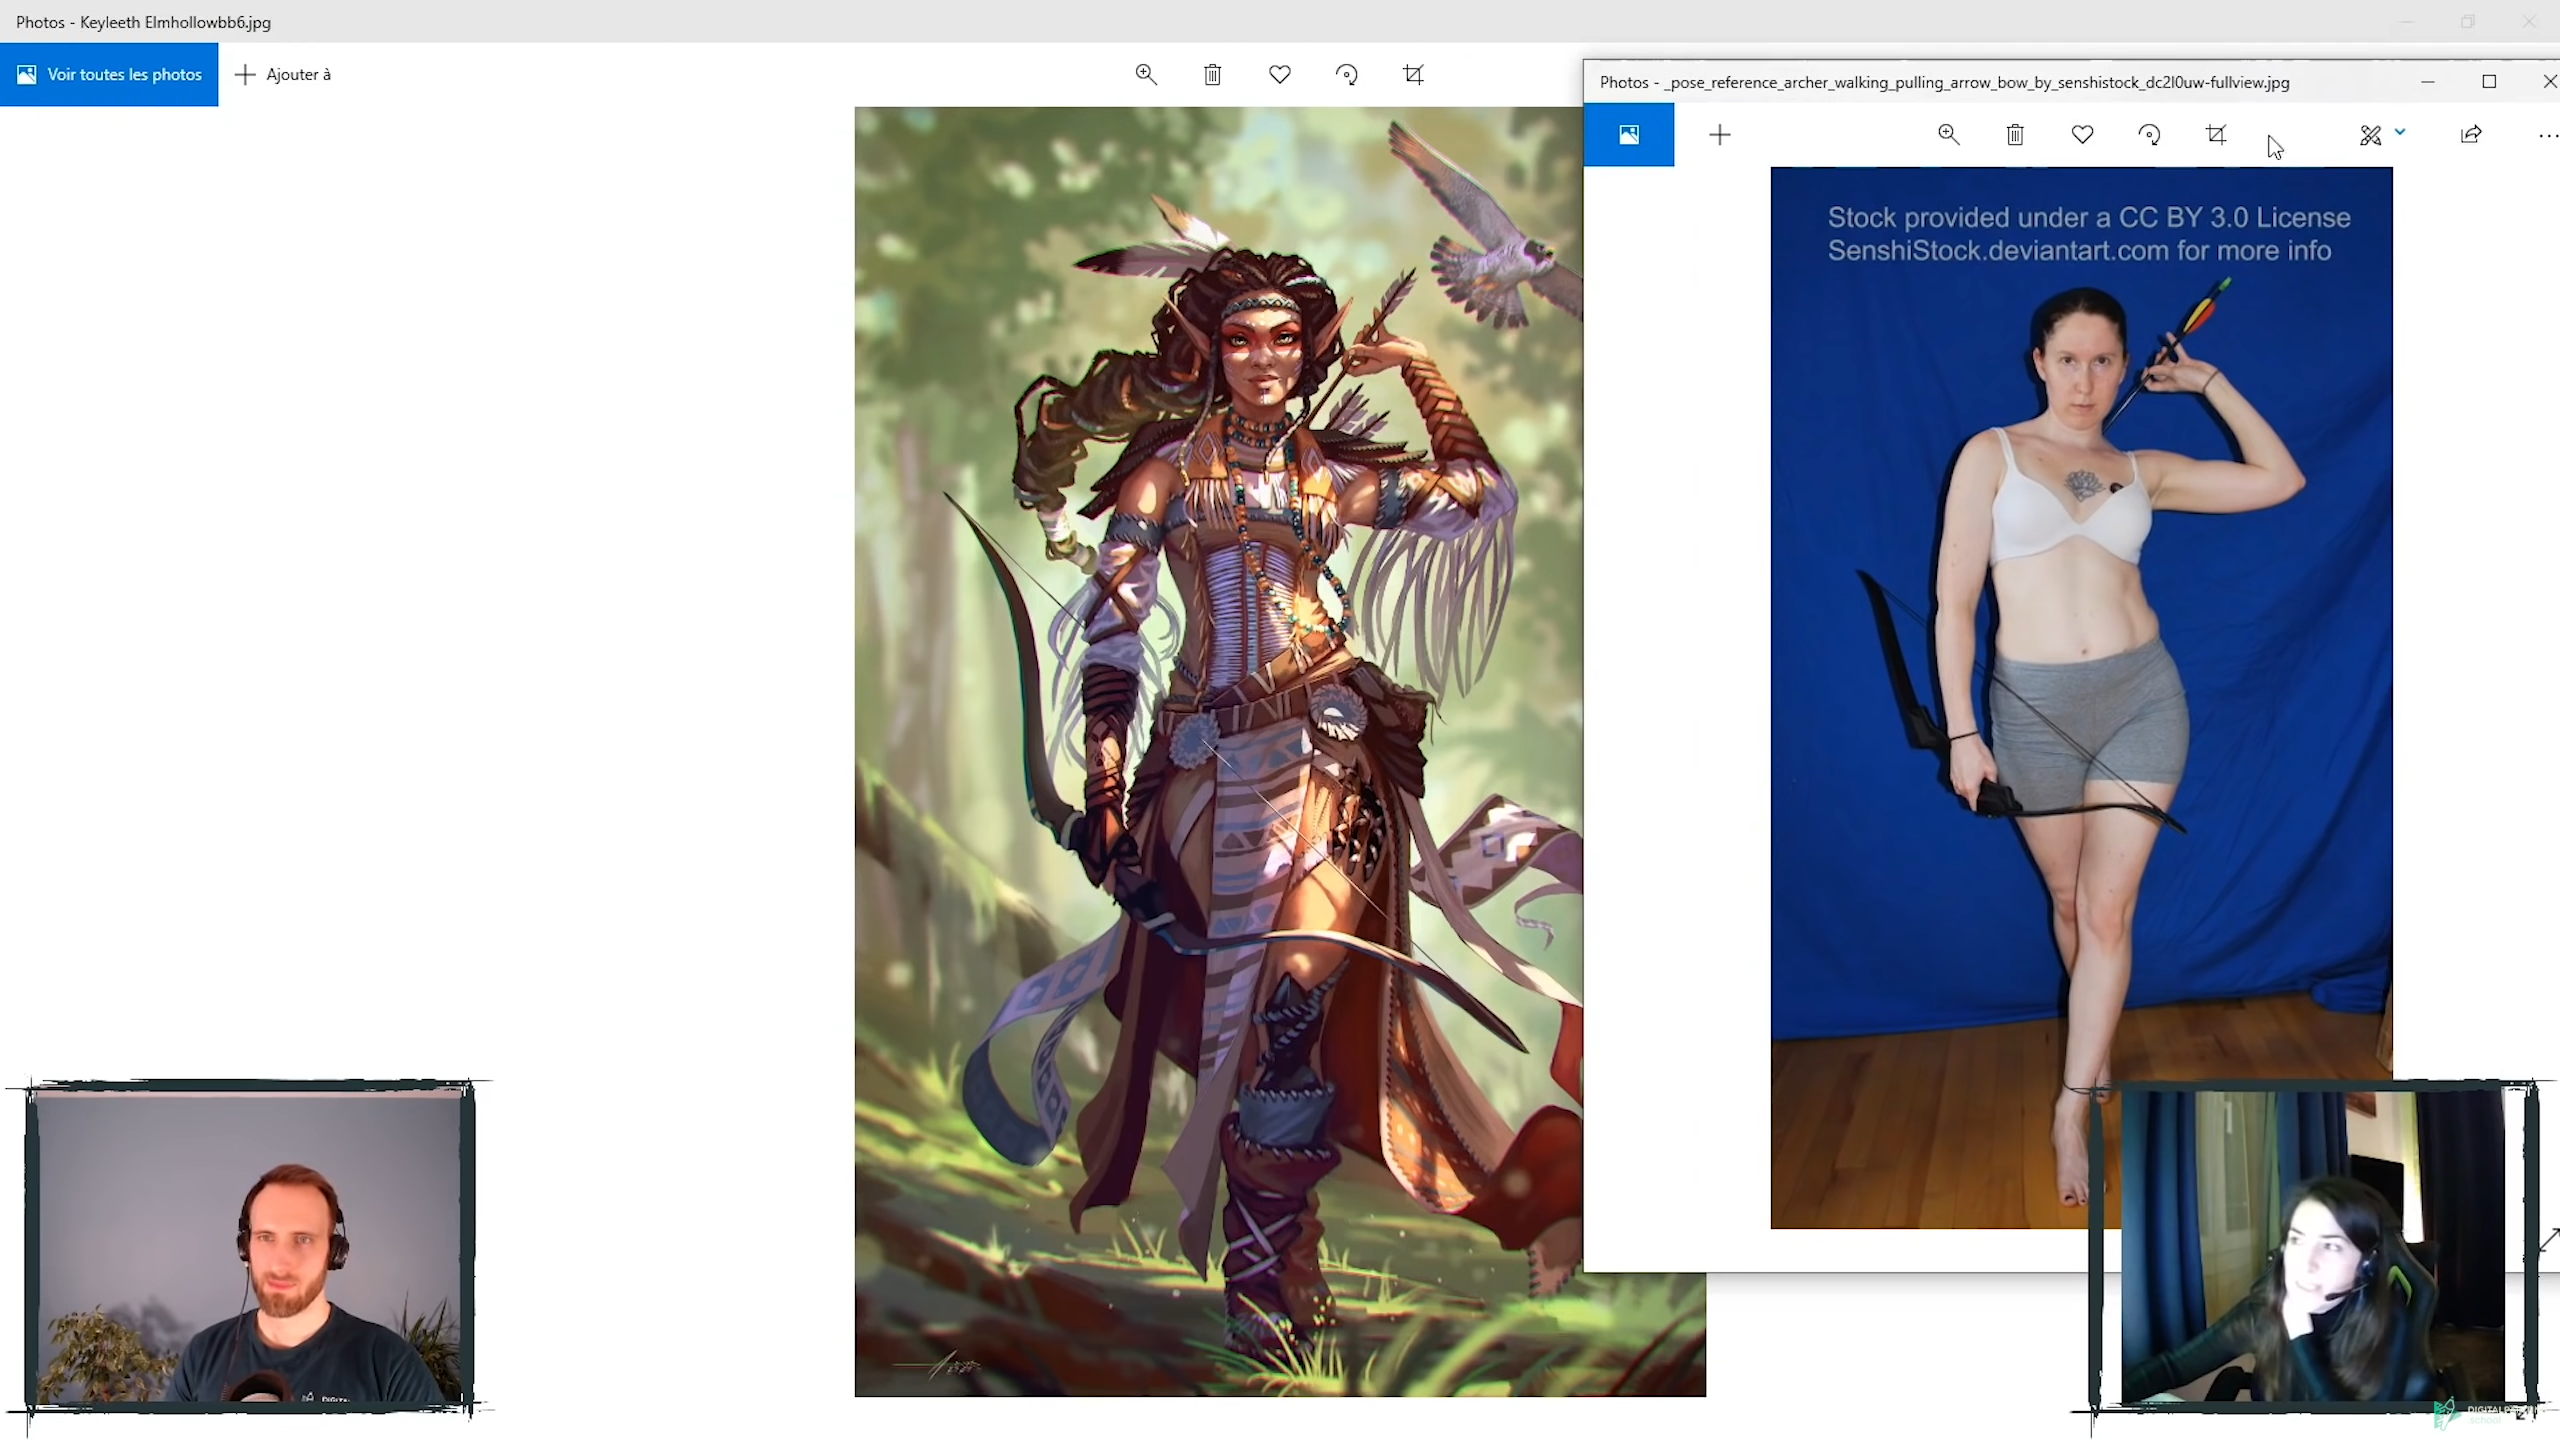 Photos - Keyleeth Elmhollowbb6.jpg
Voir toutes les photos
Ajouter à
Photos - _pose_reference_archer_walking_pulling_arrow_bow_by_senshistock_dc2l0uw-fullview.jpg
Stock provided under a CC BY 3.0 License
SenshiStock.deviantart.com for more info